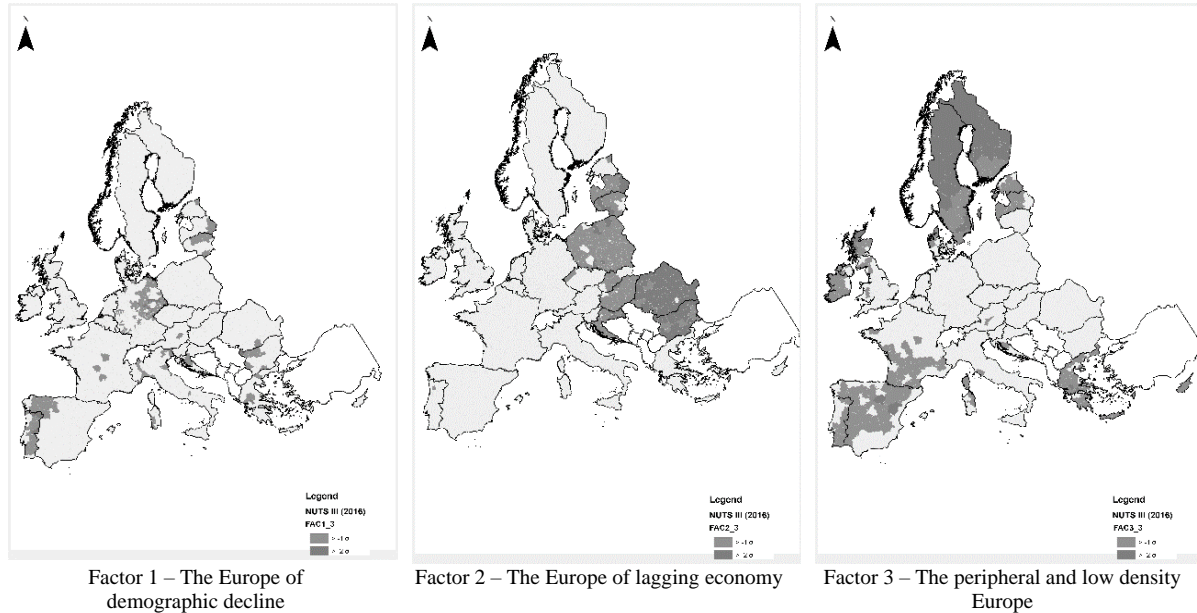 Legend
NUTS III (2016)
FAC1_3
Legend
NUTS III (2016)
FAC2_3
Legend
NUTS III (2016)
FAC3_3
Factor 1 – The Europe of
demographic decline
Factor 2 – The Europe of lagging economy
Factor 3 – The peripheral and low density
Europe